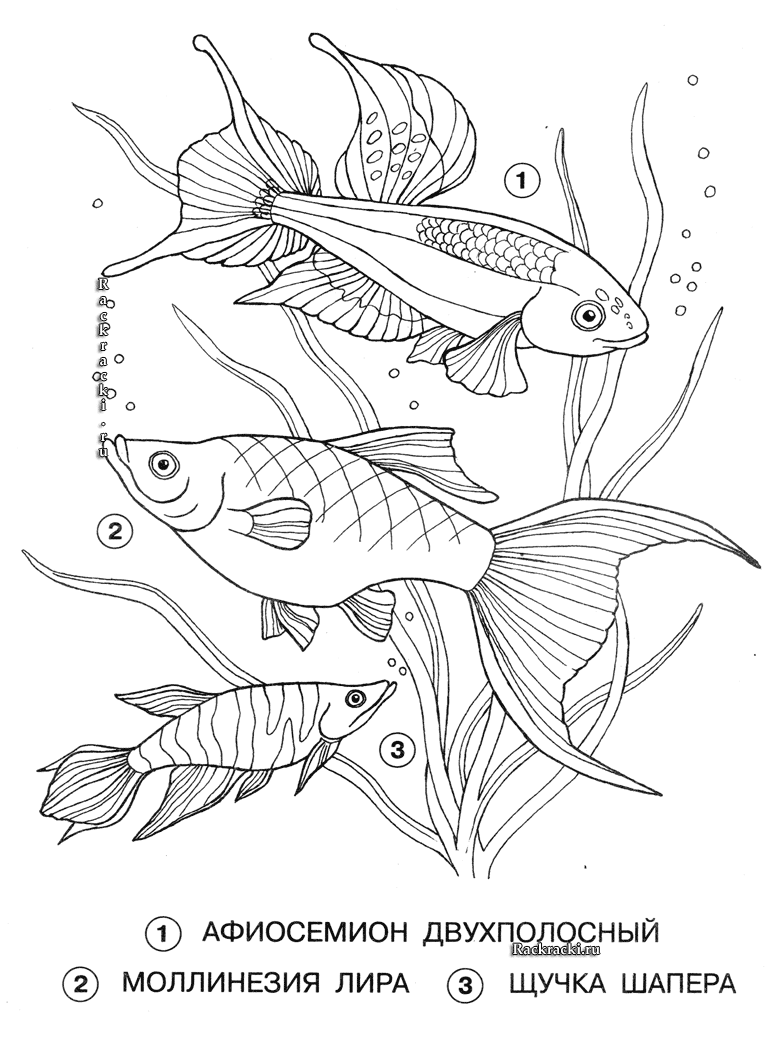 1
Rackracki.ru
2
3
1 АФИОСЕМИОН ДВУХПОЛОСНЫЙ
Rackracki.ru
2 МОЛЛИНЕЗИЯ ЛИРА 3 ЩУЧКА ШАПЕРА